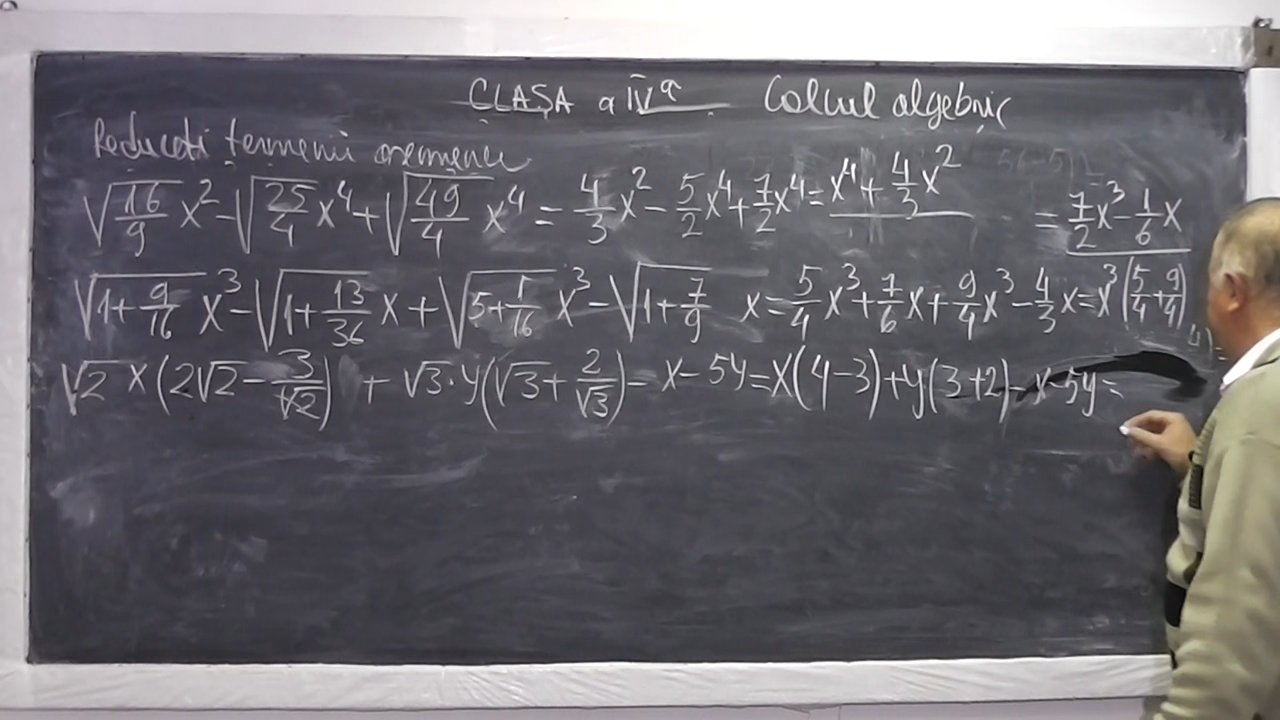 CLASA a IVª Calcul algebric
Reduceți termenii asemenea
√(16/9) x² - √(25/4) x⁴ + √(49/4) x⁴ = 4/3 x² - 5/2 x⁴ + 7/2 x⁴ = x⁴ + 4/3 x²
= 7/2 x³ - 1/6 x
√(1+9/16) x³ - √(1+13/36) x + √(5+1/16) x³ - √(1+7/9) x = 5/4 x³ + 7/6 x + 9/4 x³ - 4/3 x = x³(5/4 + 9/4)
√2 x (2√2 - 3/√2) + √3·y(√3 + 2/√3) - x - 5y = x(4-3) + y(3+2) - x - 5y =